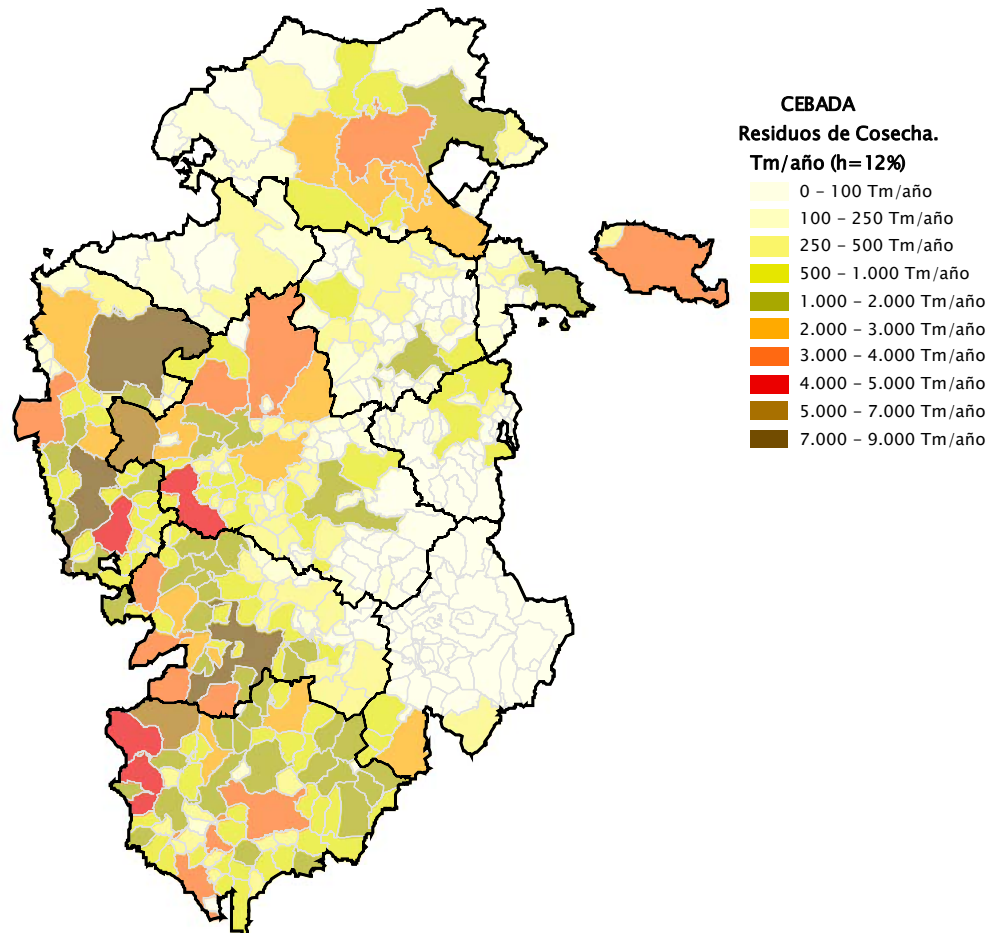 CEBADA
Residuos de Cosecha.
Tm/año (h=12%)
0 - 100 Tm/año
100 - 250 Tm/año
250 - 500 Tm/año
500 - 1.000 Tm/año
1.000 - 2.000 Tm/año
2.000 - 3.000 Tm/año
3.000 - 4.000 Tm/año
4.000 - 5.000 Tm/año
5.000 - 7.000 Tm/año
7.000 - 9.000 Tm/año